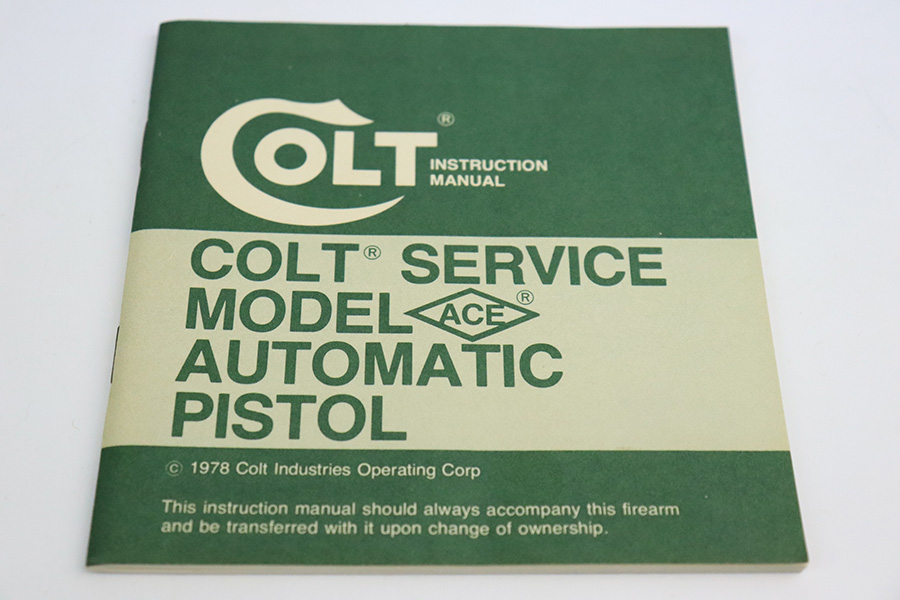 COLT®
INSTRUCTION
MANUAL
COLT® SERVICE
MODEL ACE®
AUTOMATIC
PISTOL
© 1978 Colt Industries Operating Corp
This instruction manual should always accompany this firearm
and be transferred with it upon change of ownership.